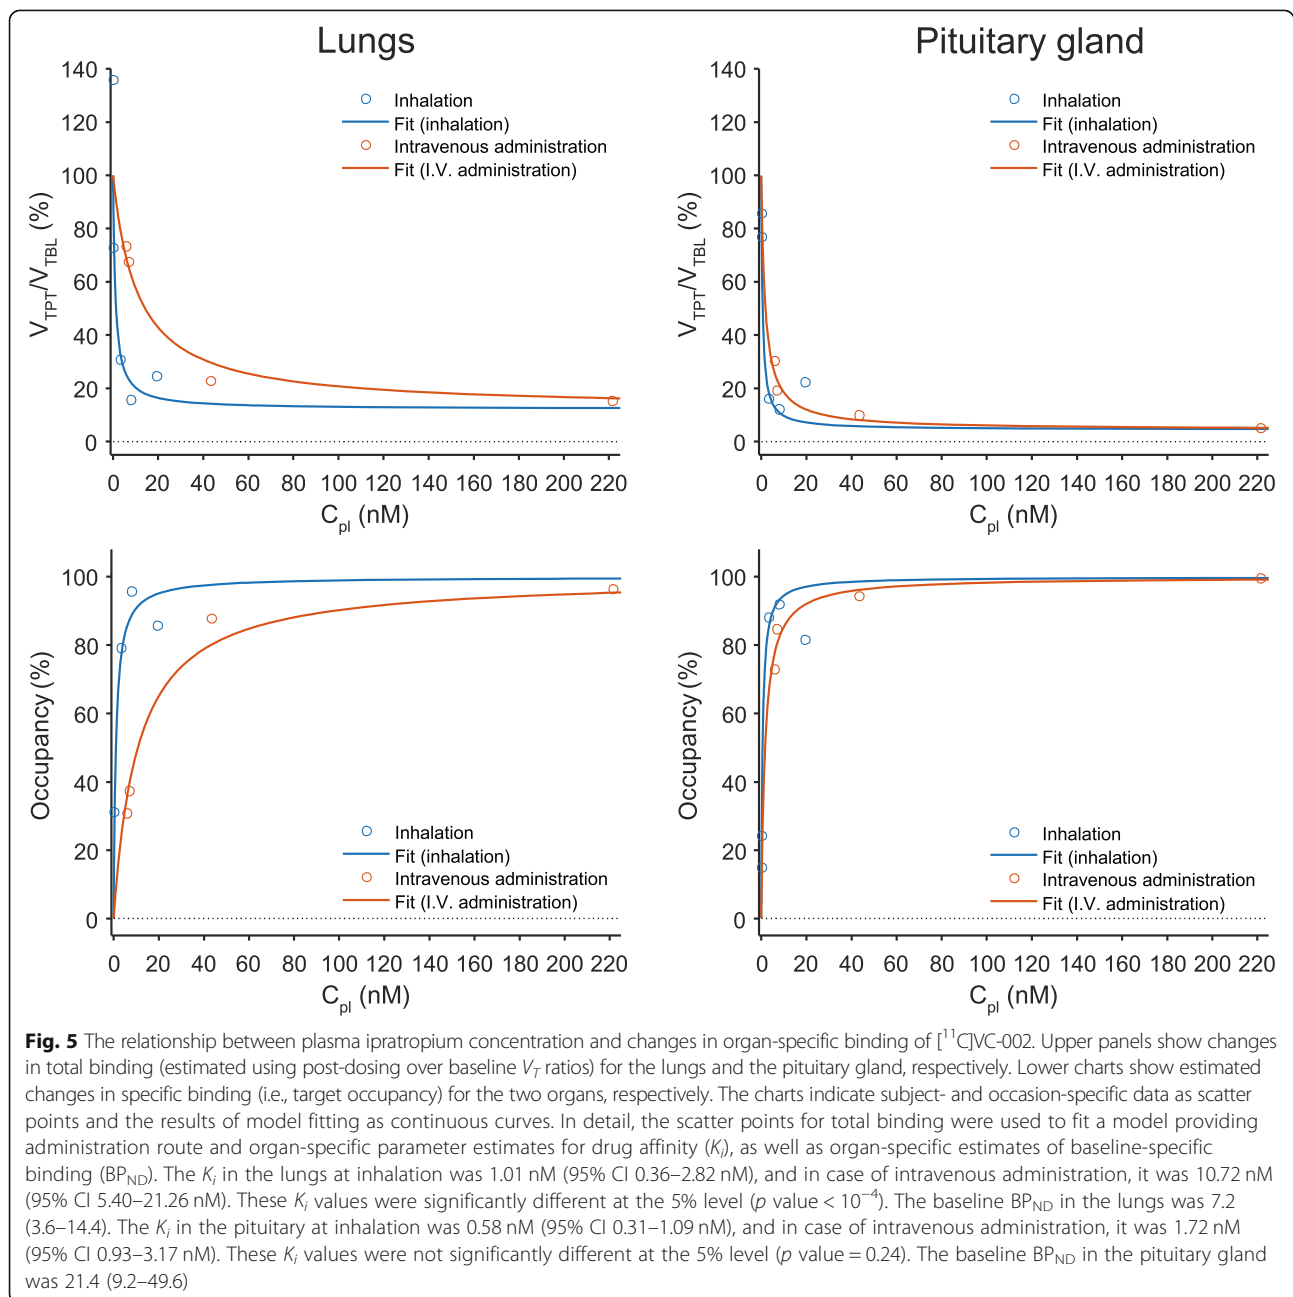 Lungs
Pituitary gland
140
120
100
80
60
40
20
0
V_TPT/V_TBL (%)
Inhalation
Fit (inhalation)
Intravenous administration
Fit (I.V. administration)
0 20 40 60 80 100 120 140 160 180 200 220
C_pl (nM)
140
120
100
80
60
40
20
0
V_TPT/V_TBL (%)
Inhalation
Fit (inhalation)
Intravenous administration
Fit (I.V. administration)
0 20 40 60 80 100 120 140 160 180 200 220
C_pl (nM)
100
80
60
40
20
0
Occupancy (%)
Inhalation
Fit (inhalation)
Intravenous administration
Fit (I.V. administration)
0 20 40 60 80 100 120 140 160 180 200 220
C_pl (nM)
100
80
60
40
20
0
Occupancy (%)
Inhalation
Fit (inhalation)
Intravenous administration
Fit (I.V. administration)
0 20 40 60 80 100 120 140 160 180 200 220
C_pl (nM)
Fig. 5 The relationship between plasma ipratropium concentration and changes in organ-specific binding of [¹¹C]VC-002. Upper panels show changes
in total binding (estimated using post-dosing over baseline V_T ratios) for the lungs and the pituitary gland, respectively. Lower charts show estimated
changes in specific binding (i.e., target occupancy) for the two organs, respectively. The charts indicate subject- and occasion-specific data as scatter
points and the results of model fitting as continuous curves. In detail, the scatter points for total binding were used to fit a model providing
administration route and organ-specific parameter estimates for drug affinity (K_i), as well as organ-specific estimates of baseline-specific
binding (BP_ND). The K_i in the lungs at inhalation was 1.01 nM (95% CI 0.36–2.82 nM), and in case of intravenous administration, it was 10.72 nM
(95% CI 5.40–21.26 nM). These K_i values were significantly different at the 5% level (p value < 10⁻⁴). The baseline BP_ND in the lungs was 7.2
(3.6–14.4). The K_i in the pituitary at inhalation was 0.58 nM (95% CI 0.31–1.09 nM), and in case of intravenous administration, it was 1.72 nM
(95% CI 0.93–3.17 nM). These K_i values were not significantly different at the 5% level (p value = 0.24). The baseline BP_ND in the pituitary gland
was 21.4 (9.2–49.6)